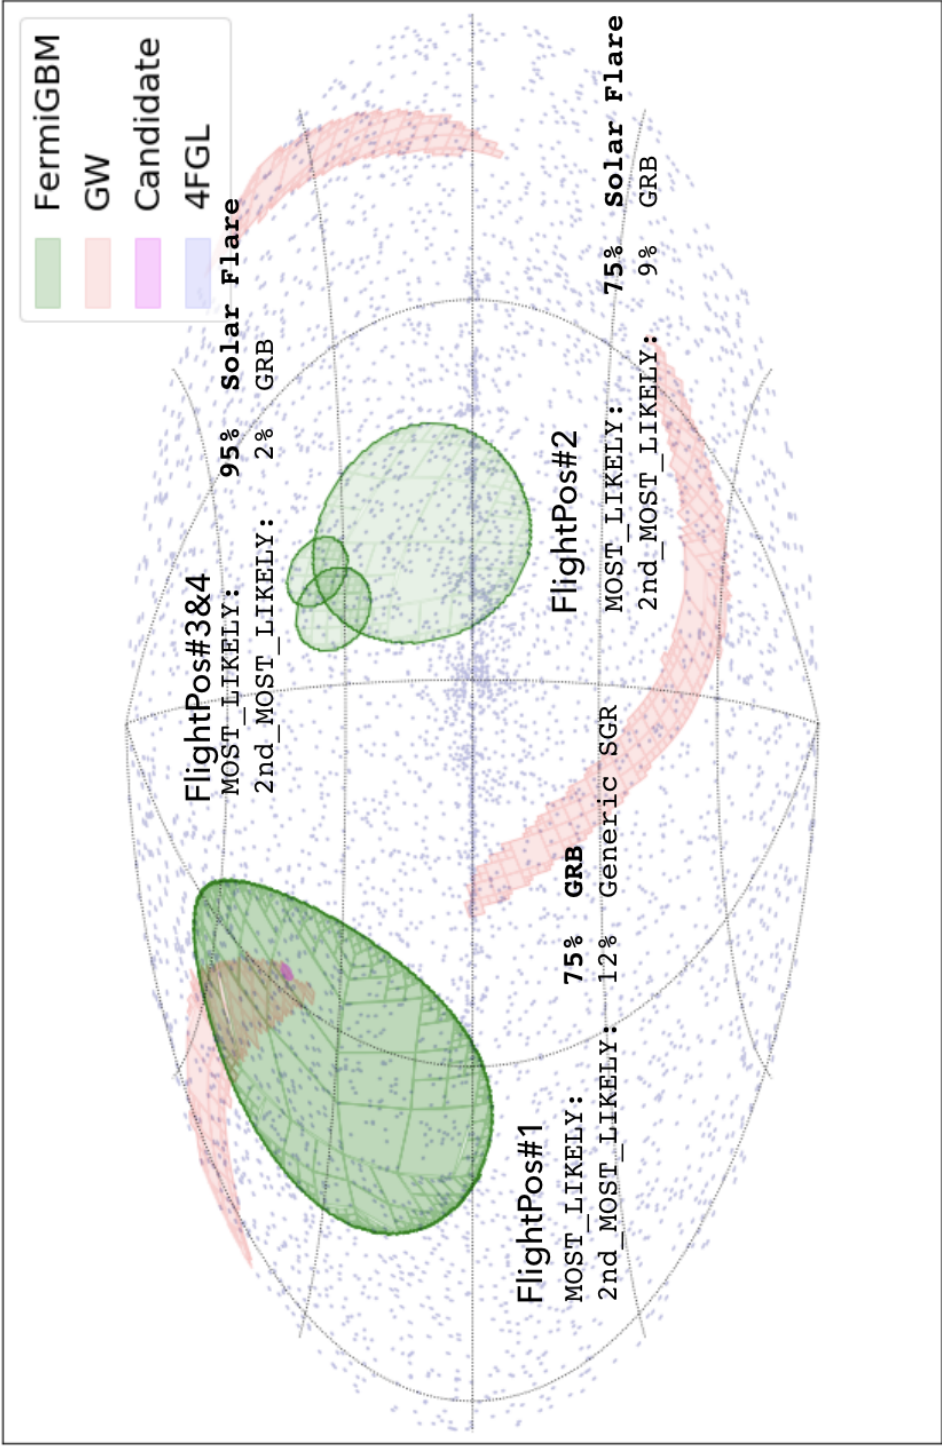 FermiGBM
GW
Candidate
4FGL
FlightPos#3&4
MOST_LIKELY: 95% Solar Flare
2nd_MOST_LIKELY: 2% GRB
FlightPos#1
MOST_LIKELY: 75% GRB
2nd_MOST_LIKELY: 12% Generic SGR
FlightPos#2
MOST_LIKELY: 75% Solar Flare
2nd_MOST_LIKELY: 9% GRB